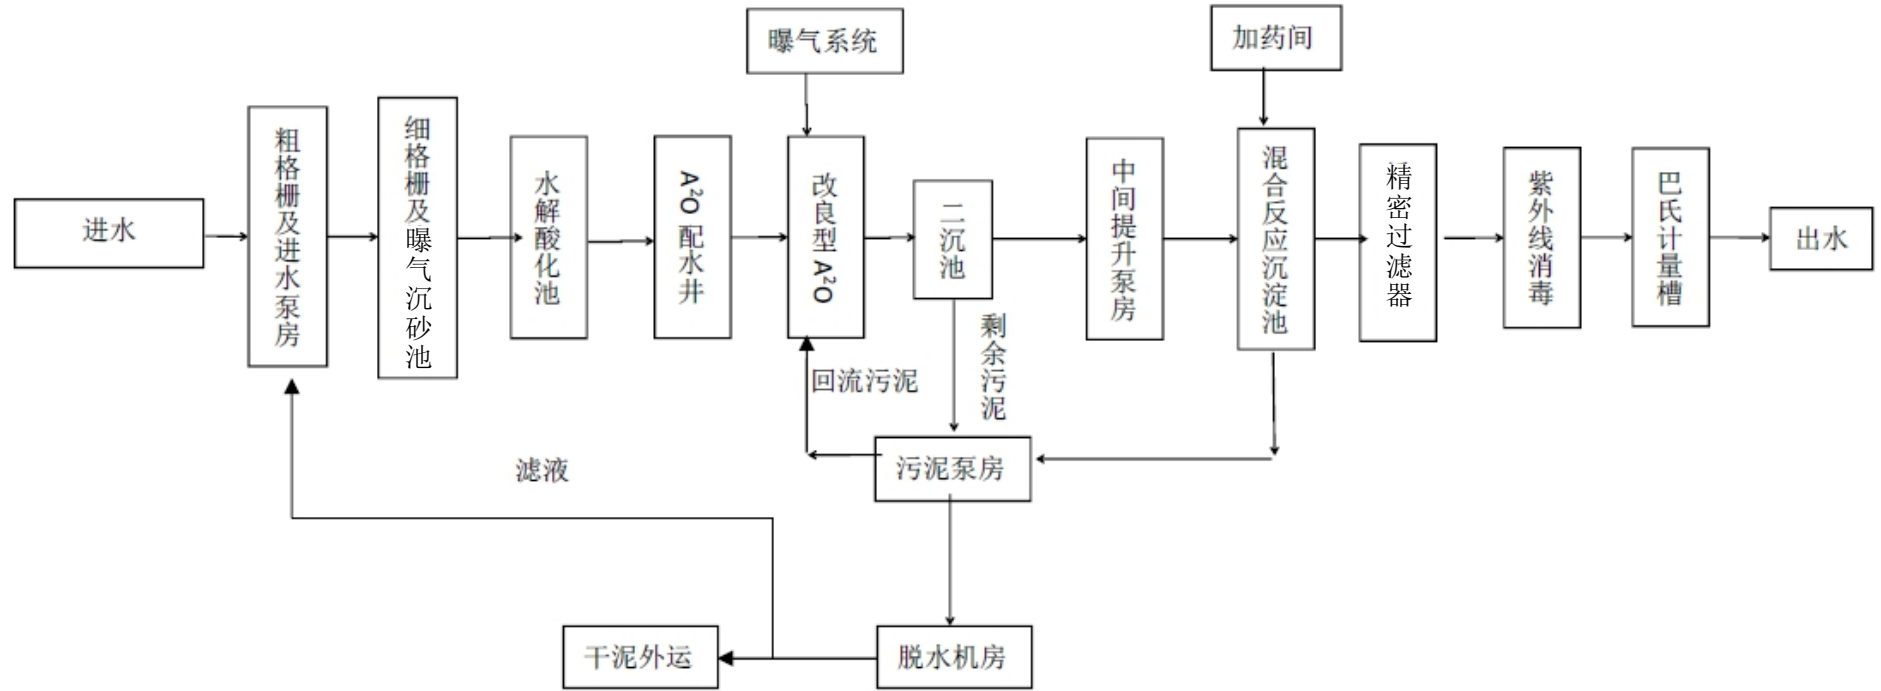 曝气系统
加药间
进水
粗格栅及进水泵房
细格栅及曝气沉砂池
水解酸化池
A²O配水井
改良型A²O
二沉池
中间提升泵房
混合反应沉淀池
精密过滤器
紫外线消毒
巴氏计量槽
出水
回流污泥
剩余污泥
滤液
污泥泵房
干泥外运
脱水机房